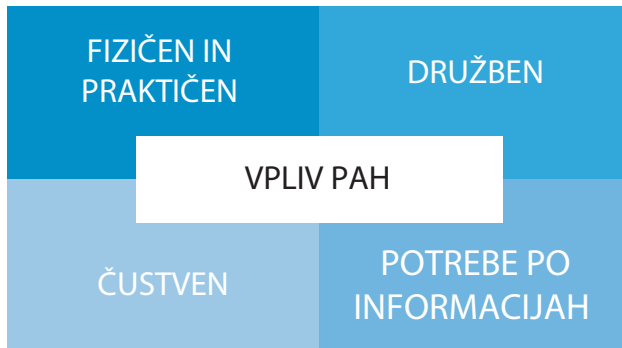 FIZIČEN IN
PRAKTIČEN
DRUŽBEN
VPLIV PAH
ČUSTVEN
POTREBE PO
INFORMACIJAH